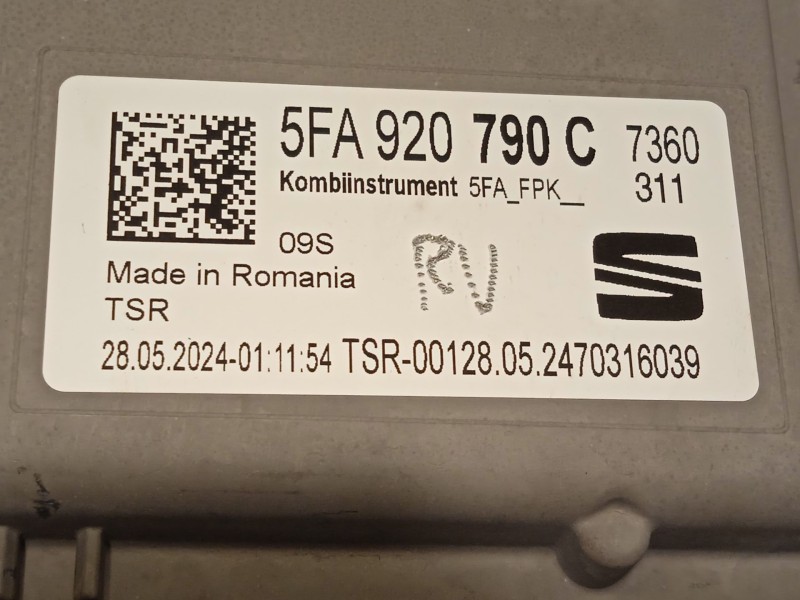 5FA 920 790 C 7360
Kombiinstrument 5FA_FPK__ 311
09S
RV
Made in Romania
TSR
28.05.2024-01:11:54 TSR-00128.05.2470316039